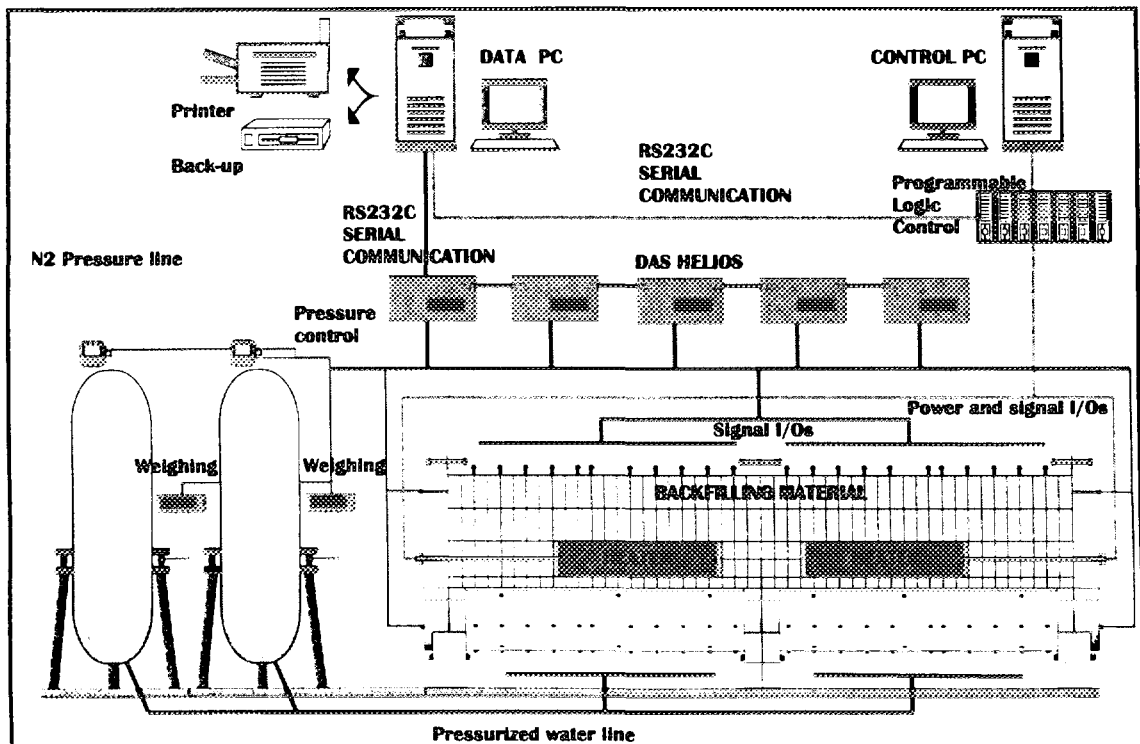 DATA PC
CONTROL PC
Printer
Back-up
RS232C
SERIAL
COMMUNICATION
Programmable
Logic
Control
RS232C
SERIAL
COMMUNICATION
N2 Pressure line
DAS HELIOS
Pressure
control
Power and signal I/Os
Signal I/Os
Weighing
Weighing
BACKFILLING MATERIAL
Pressurized water line